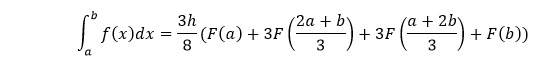 ∫_a^b f(x)dx = 3h/8 (F(a) + 3F((2a + b)/3) + 3F((a + 2b)/3) + F(b))